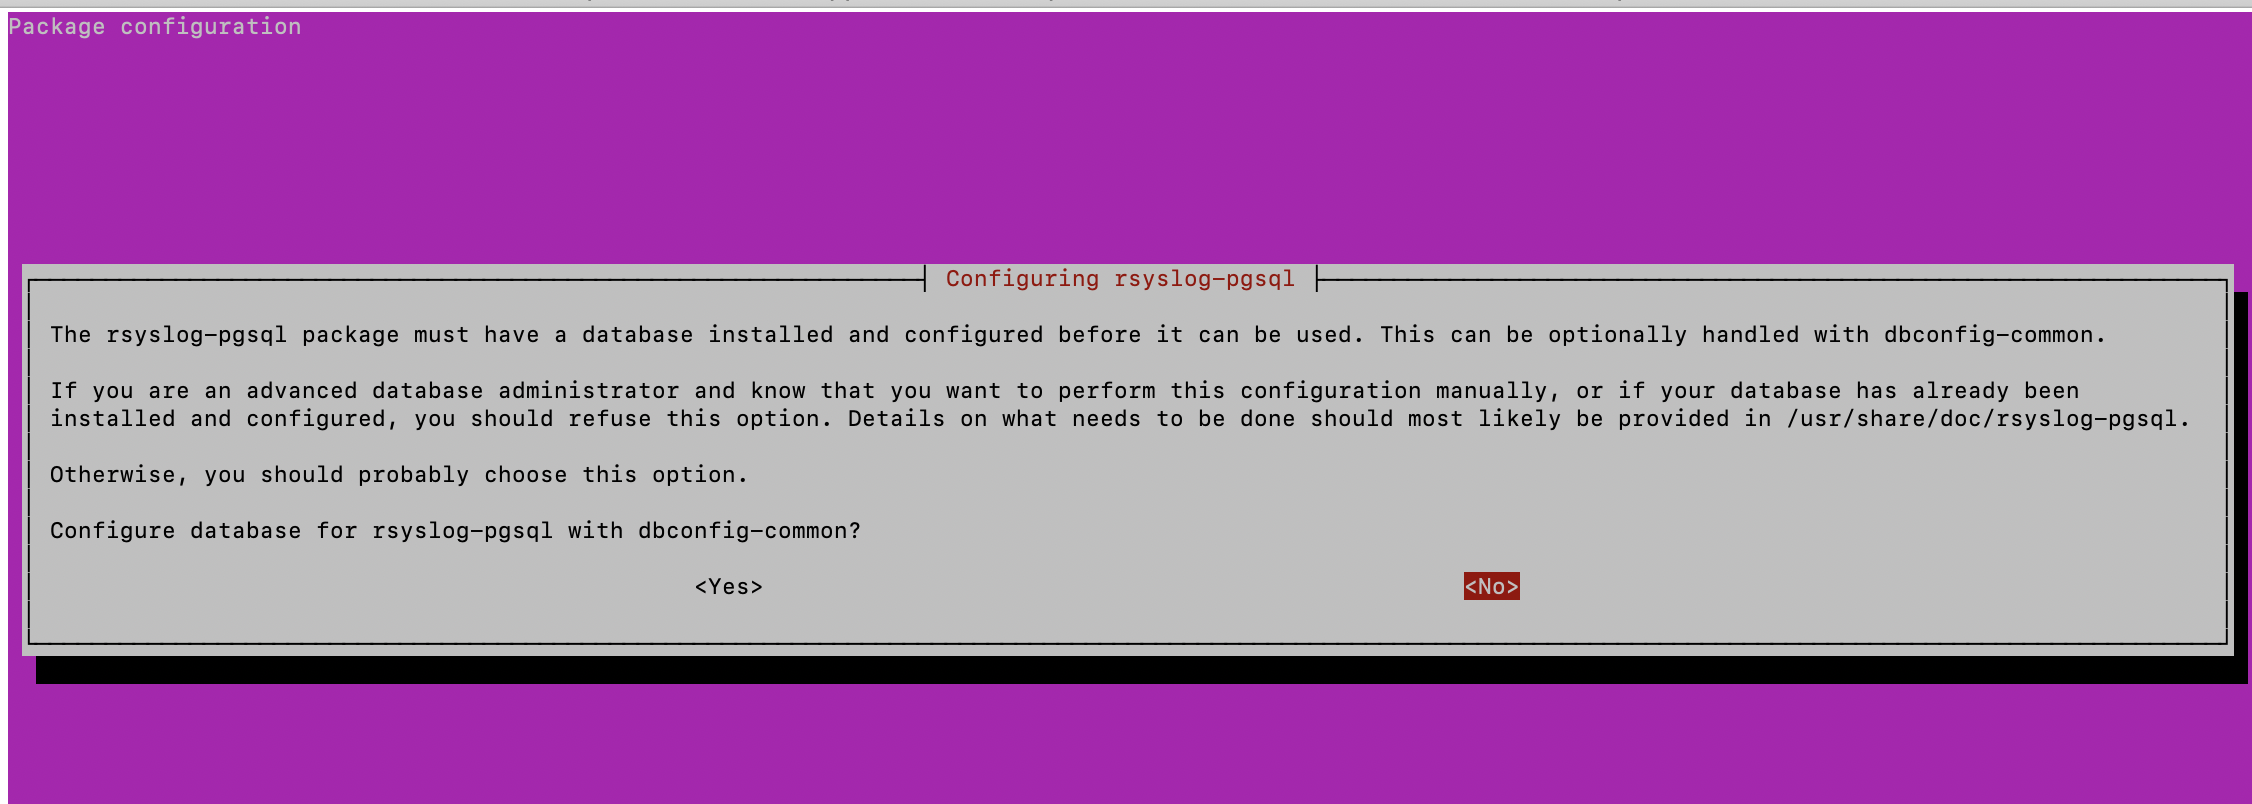 Package configuration
Configuring rsyslog-pgsql
The rsyslog-pgsql package must have a database installed and configured before it can be used. This can be optionally handled with dbconfig-common.
If you are an advanced database administrator and know that you want to perform this configuration manually, or if your database has already been
installed and configured, you should refuse this option. Details on what needs to be done should most likely be provided in /usr/share/doc/rsyslog-pgsql.
Otherwise, you should probably choose this option.
Configure database for rsyslog-pgsql with dbconfig-common?
<Yes> <No>